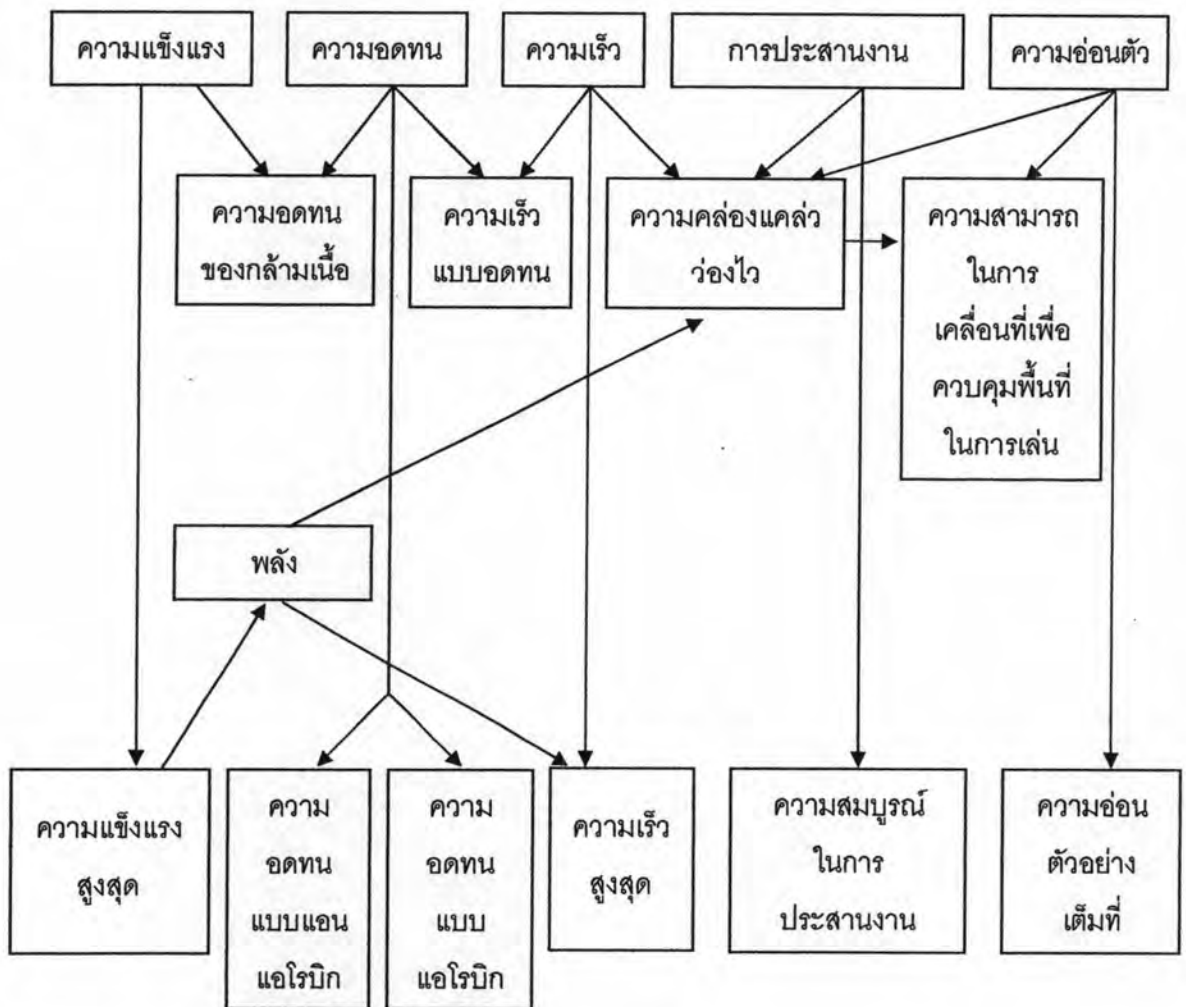 ความแข็งแรง
ความอดทน
ความเร็ว
การประสานงาน
ความอ่อนตัว
ความอดทน
ของกล้ามเนื้อ
ความเร็ว
แบบอดทน
ความคล่องแคล่ว
ว่องไว
ความสามารถ
ในการ
เคลื่อนที่เพื่อ
ควบคุมพื้นที่
ในการเล่น
พลัง
ความแข็งแรง
สูงสุด
ความ
อดทน
แบบแอน
แอโรบิก
ความ
อดทน
แบบ
แอโรบิก
ความเร็ว
สูงสุด
ความสมบูรณ์
ในการ
ประสานงาน
ความอ่อน
ตัวอย่าง
เต็มที่